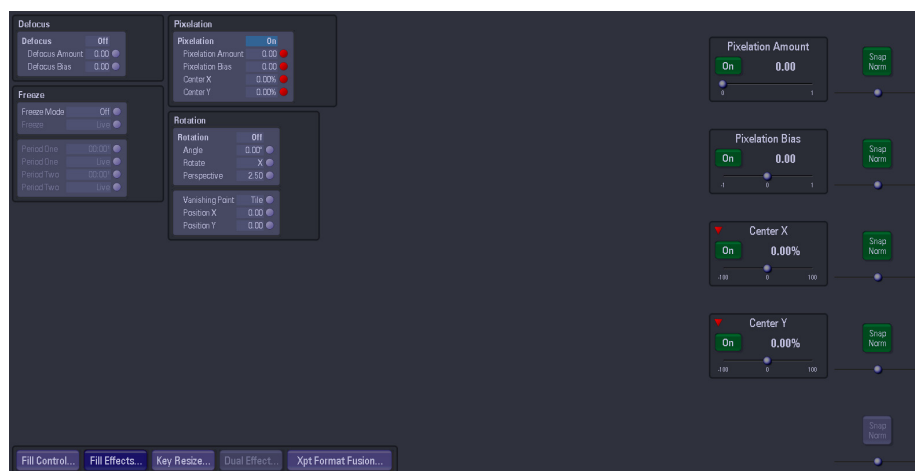 Defocus
Defocus Off
Defocus Amount 0.00
Defocus Bias 0.00
Freeze
Freeze Mode Off
Freeze Live
Period One 00:00°
Period One Live
Period Two 00:00°
Period Two Live
Pixelation
Pixelation On
Pixelation Amount 0.00
Pixelation Bias 0.00
Center X 0.00%
Center Y 0.00%
Rotation
Rotation Off
Angle 0.00°
Rotate X
Perspective 2.50
Vanishing Point Tile
Position X 0.00
Position Y 0.00
Pixelation Amount
On 0.00
0 1
Snap
Norm
Pixelation Bias
On 0.00
-1 0 1
Snap
Norm
Center X
On 0.00%
-100 0 100
Snap
Norm
Center Y
On 0.00%
-100 0 100
Snap
Norm
Snap
Norm
Fill Control... Fill Effects... Key Resize... Dual Effect... Xpt Format Fusion...